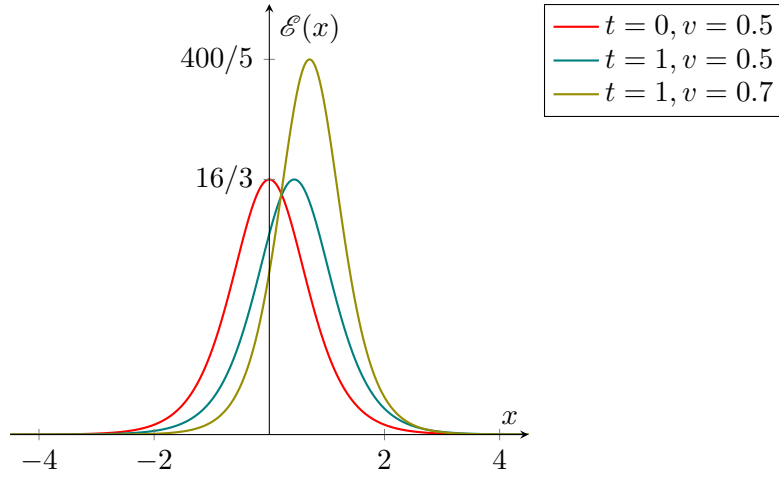 ℰ(x)
400/5
16/3
x
−4
−2
2
4
t = 0, v = 0.5
t = 1, v = 0.5
t = 1, v = 0.7